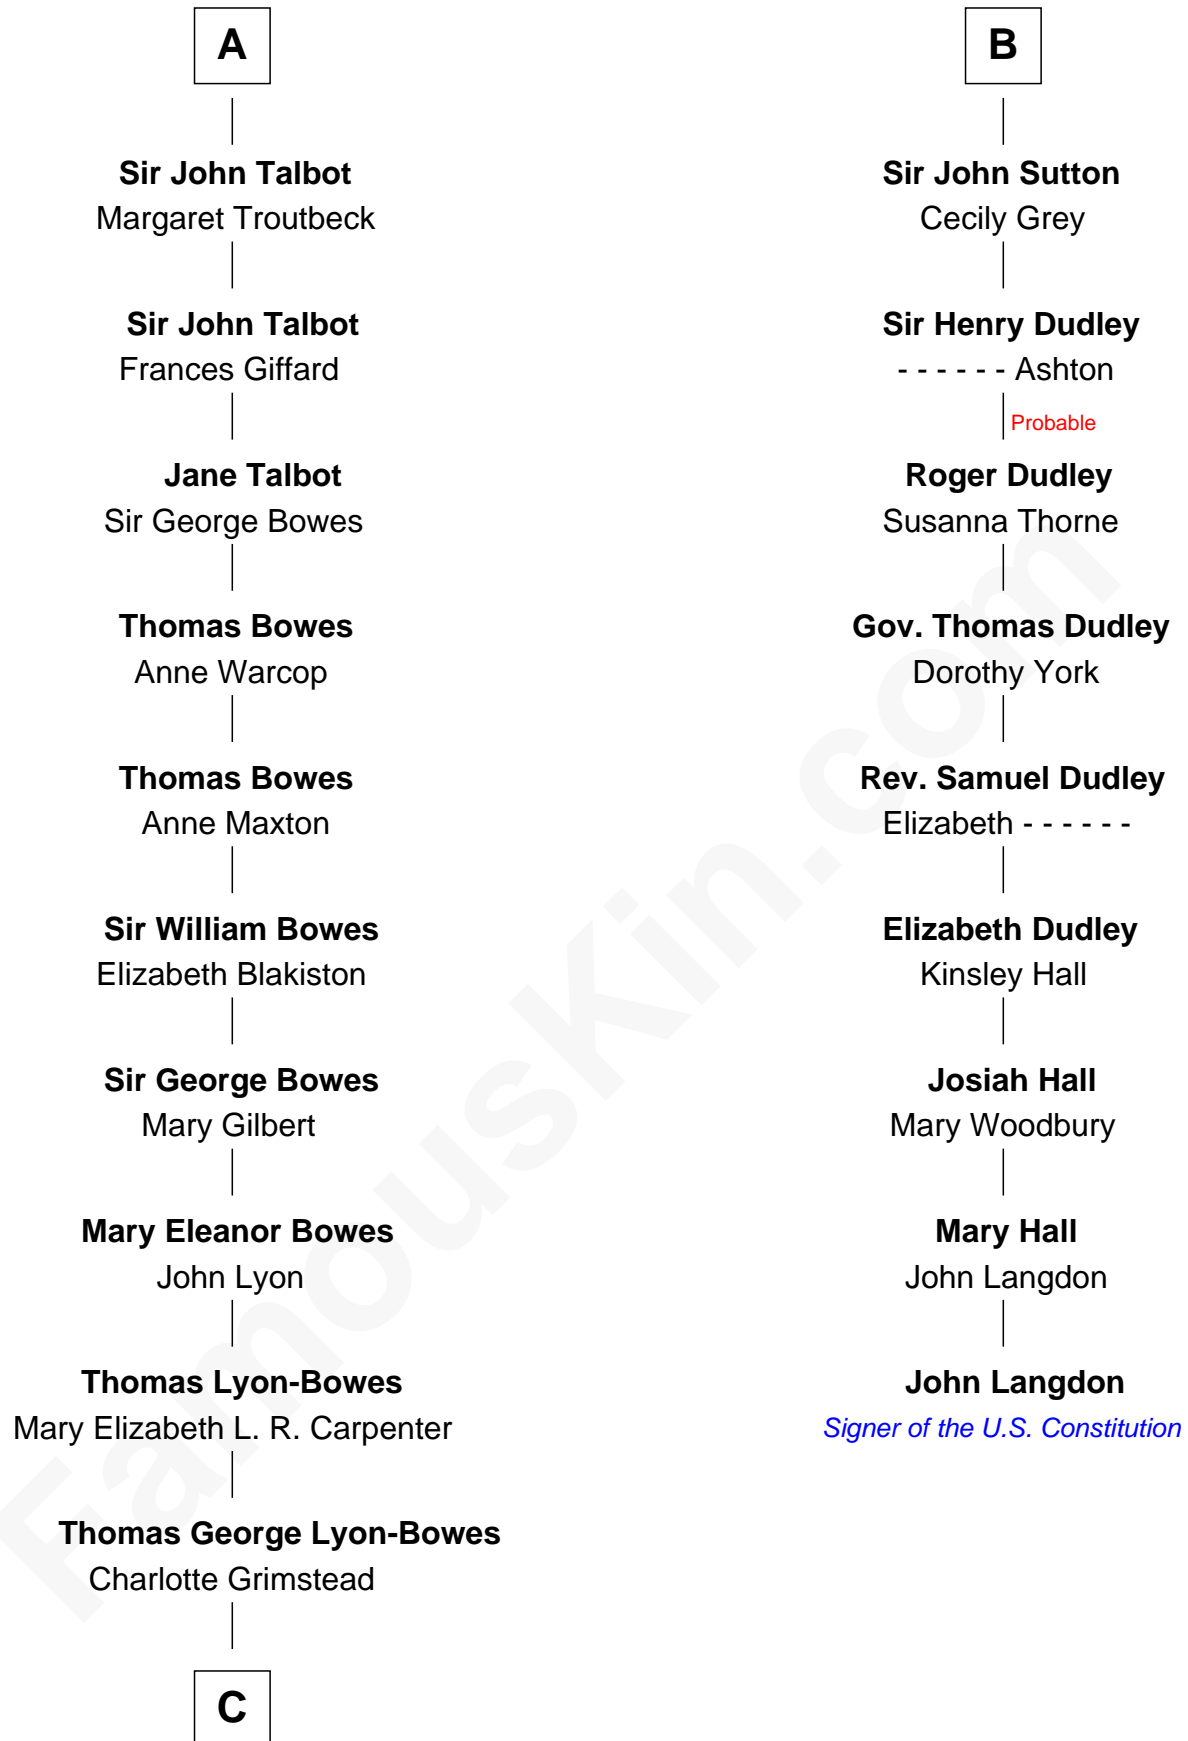 A
Sir John Talbot
Margaret Troutbeck
Sir John Talbot
Frances Giffard
Jane Talbot
Sir George Bowes
Thomas Bowes
Anne Warcop
Thomas Bowes
Anne Maxton
Sir William Bowes
Elizabeth Blakiston
Sir George Bowes
Mary Gilbert
Mary Eleanor Bowes
John Lyon
Thomas Lyon-Bowes
Mary Elizabeth L. R. Carpenter
Thomas George Lyon-Bowes
Charlotte Grimstead
C
B
Sir John Sutton
Cecily Grey
Sir Henry Dudley
- - - - - - Ashton
Probable
Roger Dudley
Susanna Thorne
Gov. Thomas Dudley
Dorothy York
Rev. Samuel Dudley
Elizabeth - - - - - -
Elizabeth Dudley
Kinsley Hall
Josiah Hall
Mary Woodbury
Mary Hall
John Langdon
John Langdon
Signer of the U.S. Constitution
FamousKin.com